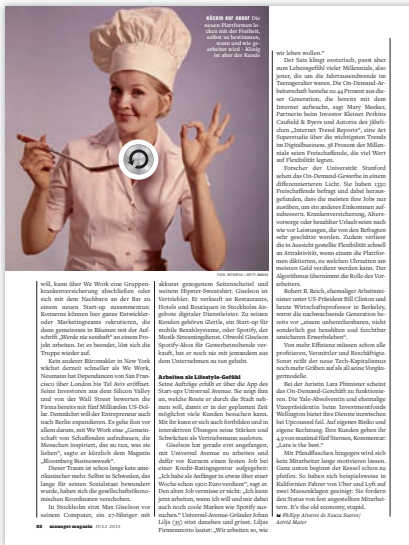 KÜCHIN AUF ABRUF Die
neuen Plattformen lo-
cken mit der Freiheit,
selbst zu bestimmen,
wann und wie ge-
arbeitet wird – König
ist aber der Kunde
will, kann über We Work eine Gruppen-
krankenversicherung abschließen oder
sich mit dem Nachbarn an der Bar zu
einem neuen Start-up zusammentun.
Konzerne können hier ganze Entwickler-
oder Marketingteams rekrutieren, die
dann gemeinsam in Räumen mit der Auf-
schrift „Werde nie sesshaft“ an einem Pro-
jekt arbeiten. Ist es beendet, löst sich die
Truppe wieder auf.
Kein anderer Büromakler in New York
wächst derzeit schneller als We Work,
Neumann hat Dependancen von San Fran-
cisco über London bis Tel Aviv eröffnet.
Seine Investoren aus dem Silicon Valley
und von der Wall Street bewerten die
Firma bereits mit fünf Milliarden US-Dol-
lar. Demnächst will der Entrepreneur auch
nach Berlin expandieren. Es gehe ihm vor
allem darum, mit We Work eine „Gemein-
schaft von Schaffenden aufzubauen, die
Menschen inspiriert, das zu tun, was sie
lieben“, sagte er kürzlich dem Magazin
„Bloomberg Businessweek“.
Dieser Traum ist schon lange kein ame-
rikanischer mehr. Selbst in Schweden, das
lange für seinen Sozialstaat bewundert
wurde, haben sich die gesellschaftsökono-
mischen Koordinaten verschoben.
In Stockholm sitzt Max Giselson vor
seinem Computer, ein 27-Jähriger mit
akkurat gezogenem Seitenscheitel und
weitem Hipster-Sweatshirt. Giselson ist
Vertriebler. Er verkauft an Restaurants,
Hotels und Boutiquen in Stockholm An-
gebote digitaler Dienstleister. Zu seinen
Kunden gehören iZettle, ein Start-up für
mobile Bezahlsysteme, oder Spotify, der
Musik-Streamingdienst. Obwohl Giselson
Spotify-Abos für Gewerbetreibende ver-
kauft, hat er noch nie mit jemandem aus
dem Unternehmen zu tun gehabt.
Arbeiten als Lifestyle-Gefühl
Seine Aufträge erhält er über die App des
Start-ups Universal Avenue. Sie zeigt ihm
an, welche Route er durch die Stadt neh-
men soll, damit er in der geplanten Zeit
möglichst viele Kunden besuchen kann.
Mit ihr kann er sich auch fortbilden und in
interaktiven Übungen seine Stärken und
Schwächen als Vertriebsmann ausloten.
Giselson hat gerade erst angefangen,
mit Universal Avenue zu arbeiten und
dafür vor Kurzem einen festen Job bei
einer Kredit-Ratingagentur aufgegeben:
„Ich habe als Anfänger in etwas über einer
Woche schon 1900 Euro verdient“, sagt er.
Den alten Job vermisse er nicht: „Ich kann
jetzt arbeiten, wann ich will und mir dabei
auch noch coole Marken wie Spotify aus-
suchen.“ Universal-Avenue-Gründer Johan
Lilja (35) sitzt daneben und grinst. Liljas
Firmenmotto lautet: „Wir arbeiten so, wie
wir leben wollen.“
Der Satz klingt esoterisch, passt aber
zum Lebensgefühl vieler Millennials, also
jener, die um die Jahrtausendwende im
Teenageralter waren. Die On-Demand-Ar-
beiterschaft bestehe zu 44 Prozent aus die-
ser Generation, die bereits mit dem
Internet aufwuchs, sagt Mary Meeker,
Partnerin beim Investor Kleiner Perkins
Caufield & Byers und Autorin des jährli-
chen „Internet Trend Reports“, eine Art
Superstudie über die wichtigsten Trends
im Digitalbusiness. 38 Prozent der Millen-
nials seien Freischaffende, die viel Wert
auf Flexibilität legten.
Forscher der Universität Stanford
sehen das On-Demand-Gewerbe in einem
differenzierteren Licht. Sie haben 1330
Freischaffende befragt und dabei heraus-
gefunden, dass die meisten ihre Jobs nur
ausüben, um ein anderes Einkommen auf-
zubessern. Krankenversicherung, Alters-
vorsorge oder bezahlter Urlaub seien nach
wie vor Leistungen, die von den Befragten
sehr geschätzt werden. Zudem verliere
die in Aussicht gestellte Flexibilität schnell
an Attraktivität, wenn einem die Plattfor-
men diktierten, zu welchen Uhrzeiten am
meisten Geld verdient werden kann. Der
Algorithmus übernimmt die Rolle des Vor-
arbeiters.
Robert B. Reich, ehemaliger Arbeitsmi-
nister unter US-Präsident Bill Clinton und
heute Wirtschaftsprofessor in Berkeley,
warnt die nachwachsende Generation be-
reits vor „einem unberechenbaren, nicht
sonderlich gut bezahlten und furchtbar
unsicheren Erwerbsleben“.
Von mehr Effizienz müssen schon alle
profitieren, Vermittler und Beschäftigte.
Sonst reißt der neue Tech-Kapitalismus
noch mehr Gräben auf als all seine Vorgän-
germodelle.
Bei der Juristin Lara Pfümister scheint
das On-Demand-Geschäft zu funktionie-
ren. Die Yale-Absolventin und ehemalige
Vizepräsidentin beim Investmentfonds
Wellington bietet ihre Dienste inzwischen
bei Upcounsel feil. Auf eigenes Risiko und
eigene Rechnung. Ihre Kunden geben ihr
4,9 von maximal fünf Sternen, Kommentar:
„Lara is the best.“
Mit Pfandflaschen hingegen wird sich
kein Mitarbeiter lange motivieren lassen.
Ganz unten beginnt der Kessel schon zu
pfeifen. So haben sich beispielsweise in
Kalifornien Fahrer von Uber und Lyft auf
zwei Massenklagen geeinigt: Sie fordern
den Status von fest angestellten Mitarbei-
tern. It's the old economy, stupid.
Philipp Alvares de Souza Soares/
Astrid Maier
88 manager magazin JULI 2015